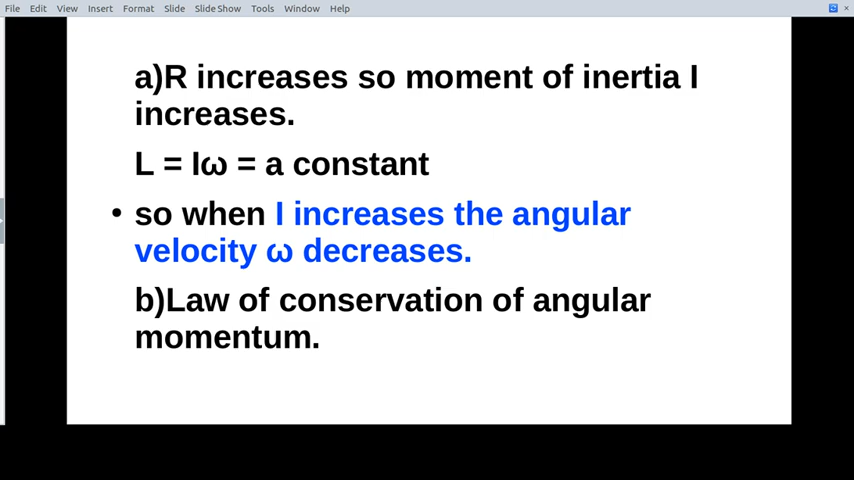 File Edit View Insert Format Slide Slide Show Tools Window Help
a)R increases so moment of inertia I
increases.
L = Iω = a constant
• so when I increases the angular
velocity ω decreases.
b)Law of conservation of angular
momentum.